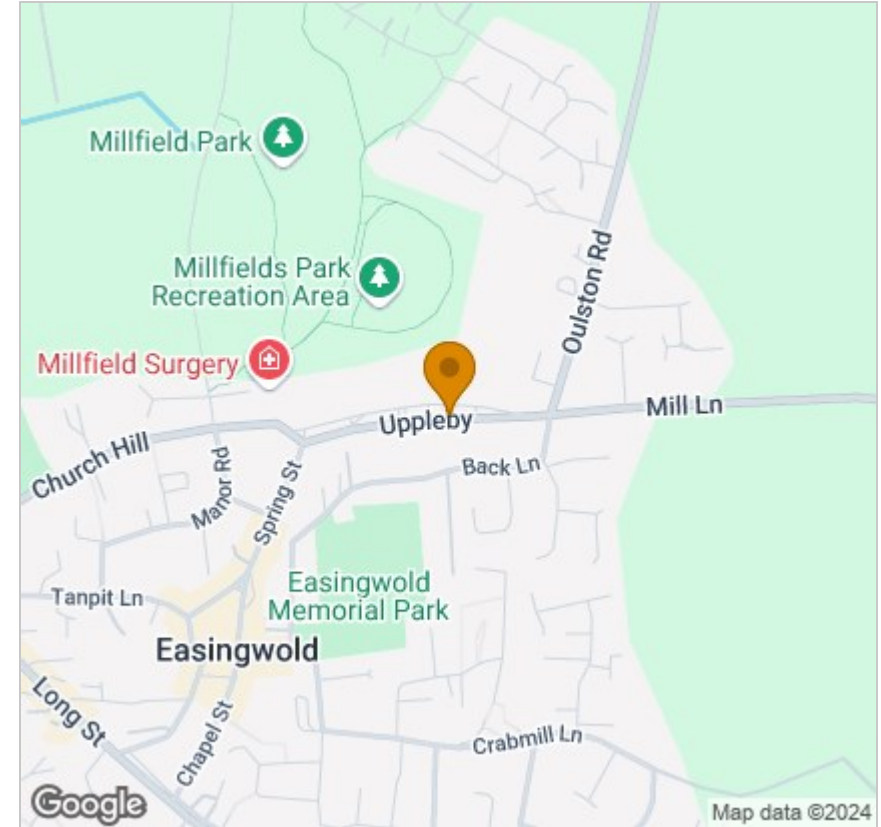 Millfield Park
Millfields Park
Recreation Area
Oulston Rd
Millfield Surgery
Mill Ln
Uppleby
Church Hill
Back Ln
Manor Rd
Spring St
Easingwold
Memorial Park
Tanpit Ln
Easingwold
Long St
Chapel St
Crabmill Ln
Google
Map data ©2024